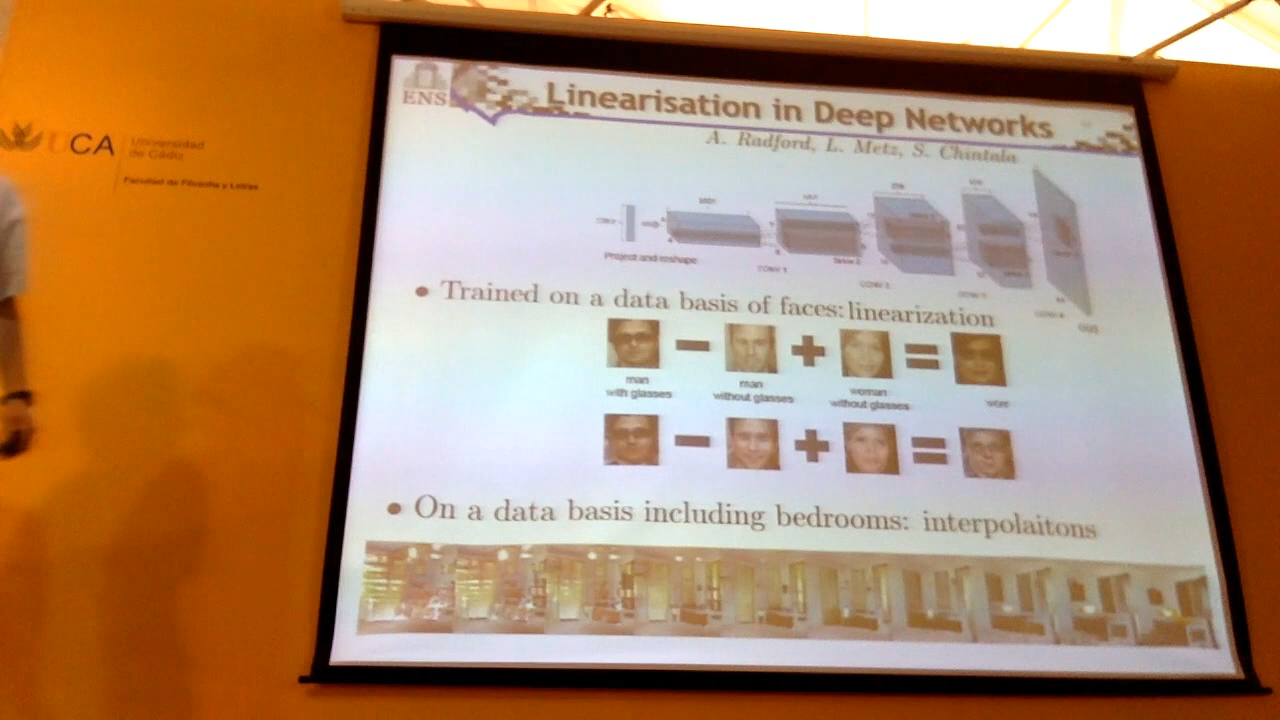 UCA
Universidad
de Cádiz
Facultad de Filosofía y Letras
ENS
Linearisation in Deep Networks
A. Radford, L. Metz, S. Chintala
Project and reshape
CONV 1
• Trained on a data basis of faces: linearization
man
with glasses
man
without glasses
woman
without glasses
• On a data basis including bedrooms: interpolaitons